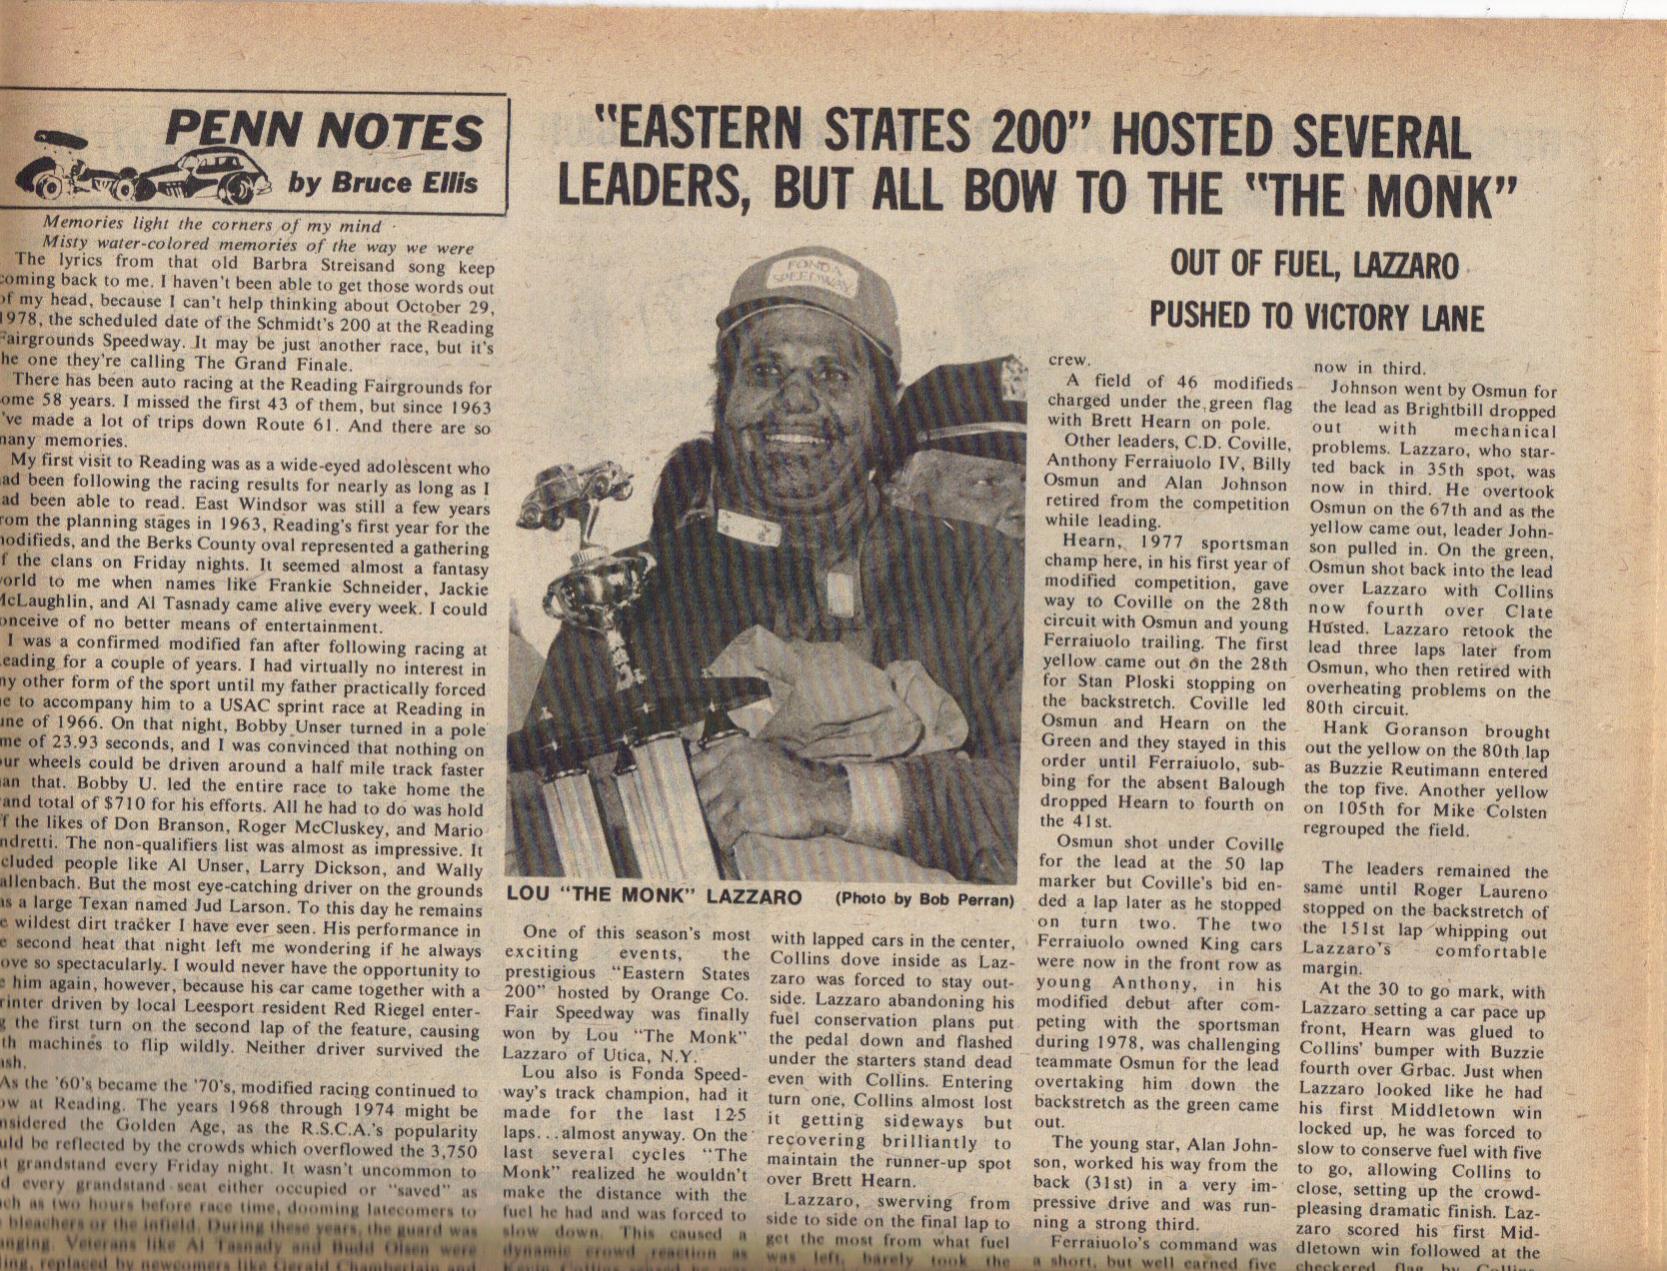 PENN NOTES
by Bruce Ellis
Memories light the corners of my mind
Misty water-colored memories of the way we were
The lyrics from that old Barbra Streisand song keep
coming back to me. I haven't been able to get those words out
of my head, because I can't help thinking about October 29,
1978, the scheduled date of the Schmidt's 200 at the Reading
Fairgrounds Speedway. It may be just another race, but it's
the one they're calling The Grand Finale.
There has been auto racing at the Reading Fairgrounds for
some 58 years. I missed the first 43 of them, but since 1963
I've made a lot of trips down Route 61. And there are so
many memories.
My first visit to Reading was as a wide-eyed adolescent who
had been following the racing results for nearly as long as I
had been able to read. East Windsor was still a few years
from the planning stages in 1963, Reading's first year for the
modifieds, and the Berks County oval represented a gathering
of the clans on Friday nights. It seemed almost a fantasy
world to me when names like Frankie Schneider, Jackie
McLaughlin, and Al Tasnady came alive every week. I could
conceive of no better means of entertainment.
I was a confirmed modified fan after following racing at
Reading for a couple of years. I had virtually no interest in
any other form of the sport until my father practically forced
me to accompany him to a USAC sprint race at Reading in
June of 1966. On that night, Bobby Unser turned in a pole
time of 23.93 seconds, and I was convinced that nothing on
four wheels could be driven around a half mile track faster
than that. Bobby U. led the entire race to take home the
grand total of $710 for his efforts. All he had to do was hold
off the likes of Don Branson, Roger McCluskey, and Mario
Andretti. The non-qualifiers list was almost as impressive. It
included people like Al Unser, Larry Dickson, and Wally
Dallenbach. But the most eye-catching driver on the grounds
was a large Texan named Jud Larson. To this day he remains
the wildest dirt tracker I have ever seen. His performance in
the second heat that night left me wondering if he always
drove so spectacularly. I would never have the opportunity to
see him again, however, because his car came together with a
sprinter driven by local Leesport resident Red Riegel enter-
ing the first turn on the second lap of the feature, causing
both machines to flip wildly. Neither driver survived the
crash.
As the '60's became the '70's, modified racing continued to
grow at Reading. The years 1968 through 1974 might be
considered the Golden Age, as the R.S.C.A.'s popularity
could be reflected by the crowds which overflowed the 3,750
seat grandstand every Friday night. It wasn't uncommon to
find every grandstand seat either occupied or "saved" as
much as two hours before race time, dooming latecomers to
bleachers or the infield. During these years, the guard was
changing. Veterans like Al Tasnady and Budd Olsen were
replaced by newcomers like Gerald Chamberlain and
"EASTERN STATES 200" HOSTED SEVERAL
LEADERS, BUT ALL BOW TO THE "THE MONK"
OUT OF FUEL, LAZZARO
PUSHED TO VICTORY LANE
FONDA
SPEEDWAY
LOU "THE MONK" LAZZARO (Photo by Bob Perran)
One of this season's most
exciting events, the
prestigious "Eastern States
200" hosted by Orange Co.
Fair Speedway was finally
won by Lou "The Monk"
Lazzaro of Utica, N.Y.
Lou also is Fonda Speed-
way's track champion, had it
made for the last 125
laps...almost anyway. On the
last several cycles "The
Monk" realized he wouldn't
make the distance with the
fuel he had and was forced to
slow down. This caused a
dynamic crowd reaction as
with lapped cars in the center,
Collins dove inside as Laz-
zaro was forced to stay out-
side. Lazzaro abandoning his
fuel conservation plans put
the pedal down and flashed
under the starters stand dead
even with Collins. Entering
turn one, Collins almost lost
it getting sideways but
recovering brilliantly to
maintain the runner-up spot
over Brett Hearn.
Lazzaro, swerving from
side to side on the final lap to
get the most from what fuel
was left, barely took the
crew.
A field of 46 modifieds
charged under the green flag
with Brett Hearn on pole.
Other leaders, C.D. Coville,
Anthony Ferraiuolo IV, Billy
Osmun and Alan Johnson
retired from the competition
while leading.
Hearn, 1977 sportsman
champ here, in his first year of
modified competition, gave
way to Coville on the 28th
circuit with Osmun and young
Ferraiuolo trailing. The first
yellow came out on the 28th
for Stan Ploski stopping on
the backstretch. Coville led
Osmun and Hearn on the
Green and they stayed in this
order until Ferraiuolo, sub-
bing for the absent Balough
dropped Hearn to fourth on
the 41st.
Osmun shot under Coville
for the lead at the 50 lap
marker but Coville's bid en-
ded a lap later as he stopped
on turn two. The two
Ferraiuolo owned King cars
were now in the front row as
young Anthony, in his
modified debut after com-
peting with the sportsman
during 1978, was challenging
teammate Osmun for the lead
overtaking him down the
backstretch as the green came
out.
The young star, Alan John-
son, worked his way from the
back (31st) in a very im-
pressive drive and was run-
ning a strong third.
Ferraiuolo's command was
a short, but well earned five
now in third.
Johnson went by Osmun for
the lead as Brightbill dropped
out with mechanical
problems. Lazzaro, who star-
ted back in 35th spot, was
now in third. He overtook
Osmun on the 67th and as the
yellow came out, leader John-
son pulled in. On the green,
Osmun shot back into the lead
over Lazzaro with Collins
now fourth over Clate
Husted. Lazzaro retook the
lead three laps later from
Osmun, who then retired with
overheating problems on the
80th circuit.
Hank Goranson brought
out the yellow on the 80th lap
as Buzzie Reutimann entered
the top five. Another yellow
on 105th for Mike Colsten
regrouped the field.
The leaders remained the
same until Roger Laureno
stopped on the backstretch of
the 151st lap whipping out
Lazzaro's comfortable
margin.
At the 30 to go mark, with
Lazzaro setting a car pace up
front, Hearn was glued to
Collins' bumper with Buzzie
fourth over Grbac. Just when
Lazzaro looked like he had
his first Middletown win
locked up, he was forced to
slow to conserve fuel with five
to go, allowing Collins to
close, setting up the crowd-
pleasing dramatic finish. Laz-
zaro scored his first Mid-
dletown win followed at the
checkered flag by Collins,